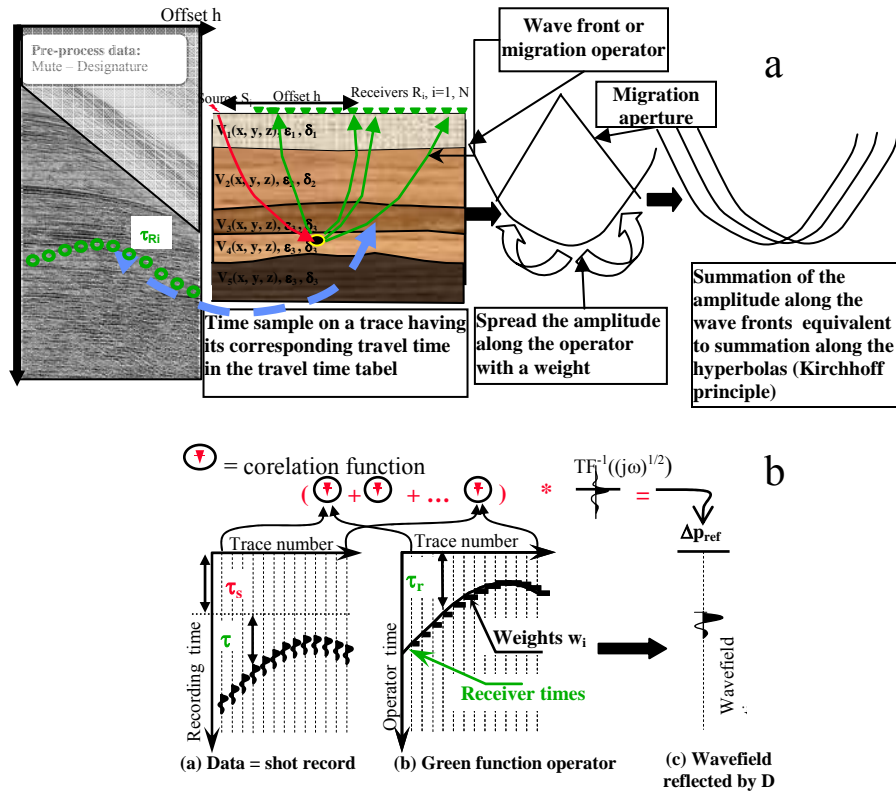 Offset h
Pre-process data:
Mute – Designature
Source S
Offset h
Receivers Rᵢ, i=1, N
V₁(x, y, z), ε₁, δ₁
V₂(x, y, z), ε₂, δ₂
V₃(x, y, z), ε₃, δ₃
V₄(x, y, z), ε₃, δ₃
V₅(x, y, z), ε₃, δ₃
τRi
Wave front or
migration operator
a
Migration
aperture
Time sample on a trace having
its corresponding travel time
in the travel time tabel
Spread the amplitude
along the operator
with a weight
Summation of the
amplitude along the
wave fronts equivalent
to summation along the
hyperbolas (Kirchhoff
principle)
= corelation function
TF⁻¹((jω)¹/²)
b
( + + … ) * =
Δp_ref
Trace number
Trace number
τs
τr
τ
Weights wᵢ
Receiver times
Recording time
Operator time
Wavefield
(a) Data = shot record
(b) Green function operator
(c) Wavefield
reflected by D